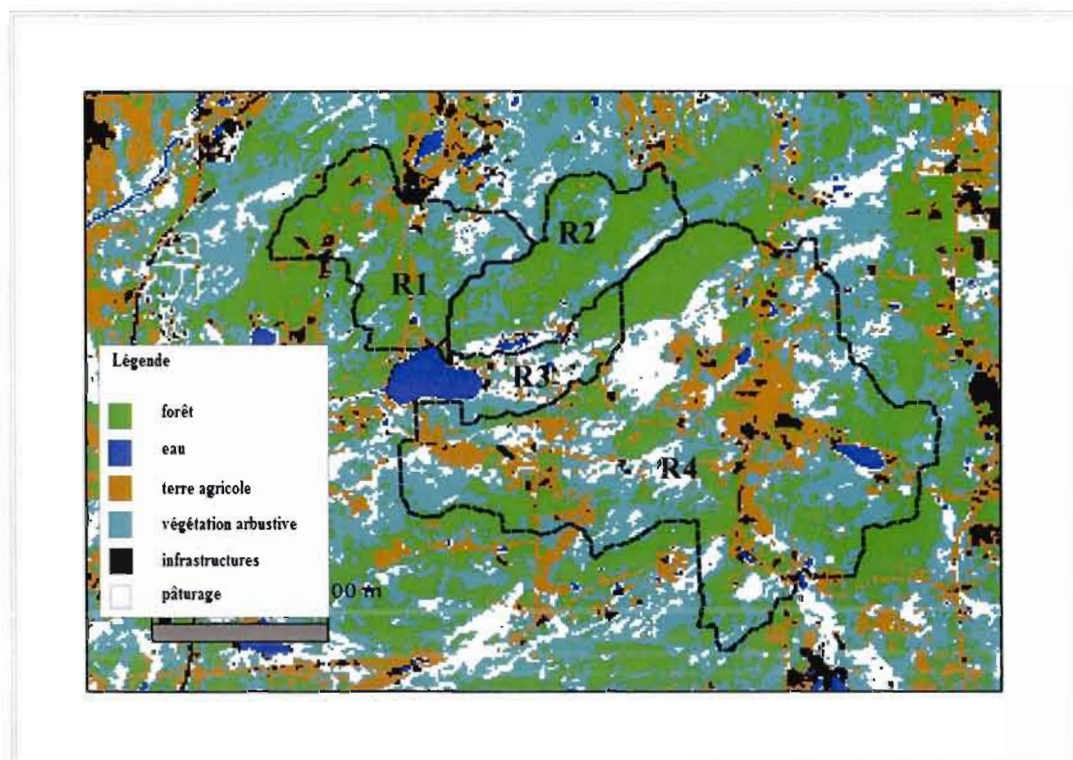 R2
R1
R3
R4
Légende
forêt
eau
terre agricole
végétation arbustive
infrastructures
pâturage
00 m